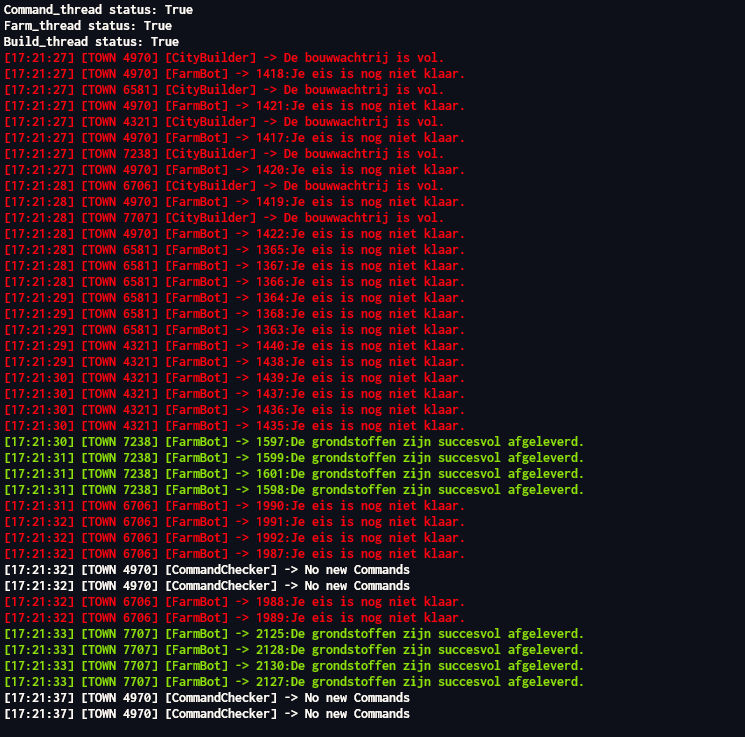 Command_thread status: True
Farm_thread status: True
Build_thread status: True
[17:21:27] [TOWN 4970] [CityBuilder] -> De bouwwachtrij is vol.
[17:21:27] [TOWN 4970] [FarmBot] -> 1418:Je eis is nog niet klaar.
[17:21:27] [TOWN 6581] [CityBuilder] -> De bouwwachtrij is vol.
[17:21:27] [TOWN 4970] [FarmBot] -> 1421:Je eis is nog niet klaar.
[17:21:27] [TOWN 4321] [CityBuilder] -> De bouwwachtrij is vol.
[17:21:27] [TOWN 4970] [FarmBot] -> 1417:Je eis is nog niet klaar.
[17:21:27] [TOWN 7238] [CityBuilder] -> De bouwwachtrij is vol.
[17:21:27] [TOWN 4970] [FarmBot] -> 1420:Je eis is nog niet klaar.
[17:21:28] [TOWN 6706] [CityBuilder] -> De bouwwachtrij is vol.
[17:21:28] [TOWN 4970] [FarmBot] -> 1419:Je eis is nog niet klaar.
[17:21:28] [TOWN 7707] [CityBuilder] -> De bouwwachtrij is vol.
[17:21:28] [TOWN 4970] [FarmBot] -> 1422:Je eis is nog niet klaar.
[17:21:28] [TOWN 6581] [FarmBot] -> 1365:Je eis is nog niet klaar.
[17:21:28] [TOWN 6581] [FarmBot] -> 1367:Je eis is nog niet klaar.
[17:21:28] [TOWN 6581] [FarmBot] -> 1366:Je eis is nog niet klaar.
[17:21:29] [TOWN 6581] [FarmBot] -> 1364:Je eis is nog niet klaar.
[17:21:29] [TOWN 6581] [FarmBot] -> 1368:Je eis is nog niet klaar.
[17:21:29] [TOWN 6581] [FarmBot] -> 1363:Je eis is nog niet klaar.
[17:21:29] [TOWN 4321] [FarmBot] -> 1440:Je eis is nog niet klaar.
[17:21:29] [TOWN 4321] [FarmBot] -> 1438:Je eis is nog niet klaar.
[17:21:30] [TOWN 4321] [FarmBot] -> 1439:Je eis is nog niet klaar.
[17:21:30] [TOWN 4321] [FarmBot] -> 1437:Je eis is nog niet klaar.
[17:21:30] [TOWN 4321] [FarmBot] -> 1436:Je eis is nog niet klaar.
[17:21:30] [TOWN 4321] [FarmBot] -> 1435:Je eis is nog niet klaar.
[17:21:30] [TOWN 7238] [FarmBot] -> 1597:De grondstoffen zijn succesvol afgeleverd.
[17:21:31] [TOWN 7238] [FarmBot] -> 1599:De grondstoffen zijn succesvol afgeleverd.
[17:21:31] [TOWN 7238] [FarmBot] -> 1601:De grondstoffen zijn succesvol afgeleverd.
[17:21:31] [TOWN 7238] [FarmBot] -> 1598:De grondstoffen zijn succesvol afgeleverd.
[17:21:31] [TOWN 6706] [FarmBot] -> 1990:Je eis is nog niet klaar.
[17:21:32] [TOWN 6706] [FarmBot] -> 1991:Je eis is nog niet klaar.
[17:21:32] [TOWN 6706] [FarmBot] -> 1992:Je eis is nog niet klaar.
[17:21:32] [TOWN 6706] [FarmBot] -> 1987:Je eis is nog niet klaar.
[17:21:32] [TOWN 4970] [CommandChecker] -> No new Commands
[17:21:32] [TOWN 4970] [CommandChecker] -> No new Commands
[17:21:32] [TOWN 6706] [FarmBot] -> 1988:Je eis is nog niet klaar.
[17:21:32] [TOWN 6706] [FarmBot] -> 1989:Je eis is nog niet klaar.
[17:21:33] [TOWN 7707] [FarmBot] -> 2125:De grondstoffen zijn succesvol afgeleverd.
[17:21:33] [TOWN 7707] [FarmBot] -> 2128:De grondstoffen zijn succesvol afgeleverd.
[17:21:33] [TOWN 7707] [FarmBot] -> 2130:De grondstoffen zijn succesvol afgeleverd.
[17:21:33] [TOWN 7707] [FarmBot] -> 2127:De grondstoffen zijn succesvol afgeleverd.
[17:21:37] [TOWN 4970] [CommandChecker] -> No new Commands
[17:21:37] [TOWN 4970] [CommandChecker] -> No new Commands